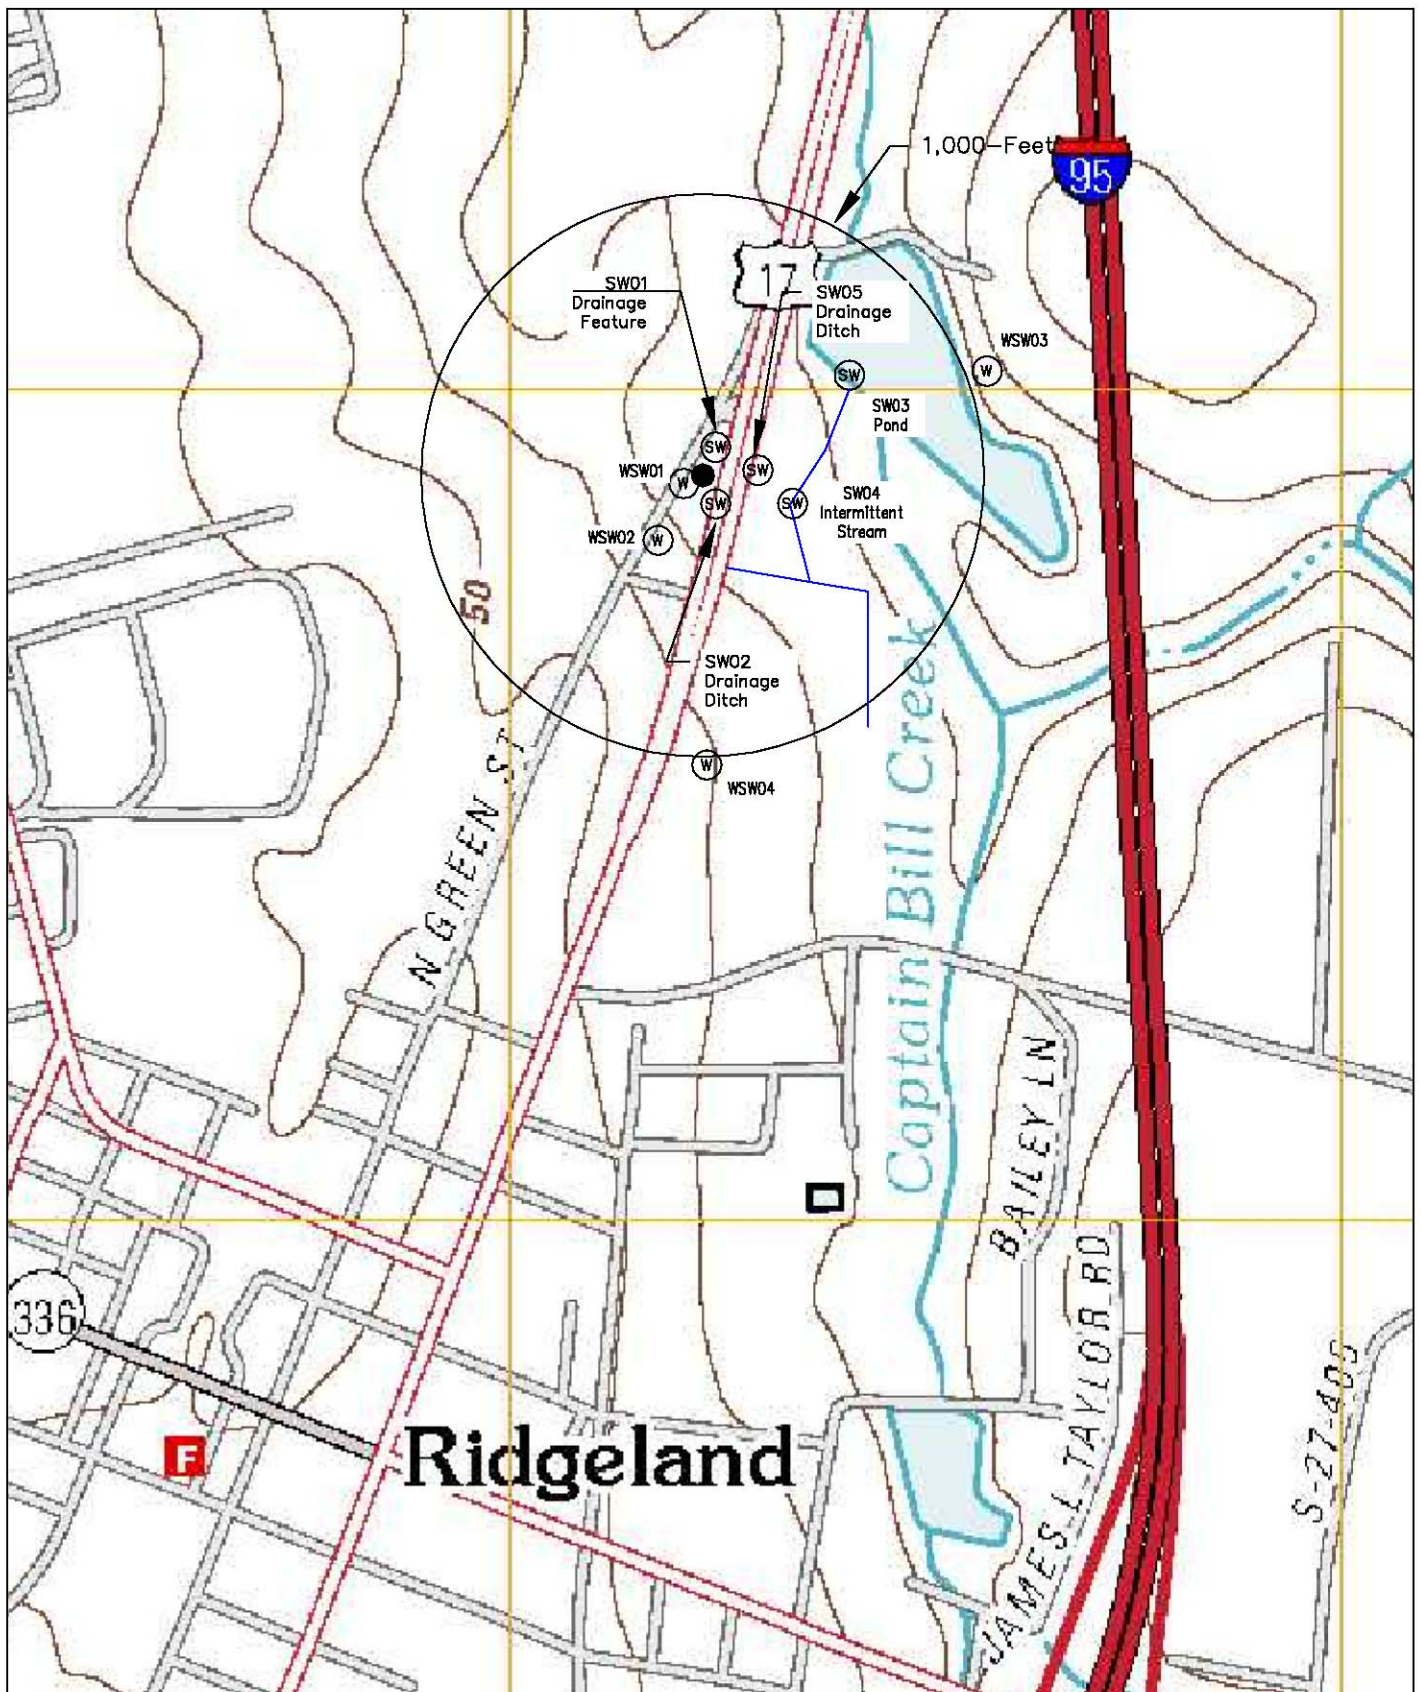 1,000-Feet
95
17
SW01
Drainage
Feature
SW05
Drainage
Ditch
WSW03
W
SW
SW03
Pond
SW
WSW01
W
SW
SW
SW
SW04
Intermittent
Stream
WSW02
W
50
SW02
Drainage
Ditch
W
WSW04
N GREEN ST
Captain Bill Creek
BAILEY LN
JAMES L TAYLOR RD
336
F
Ridgeland